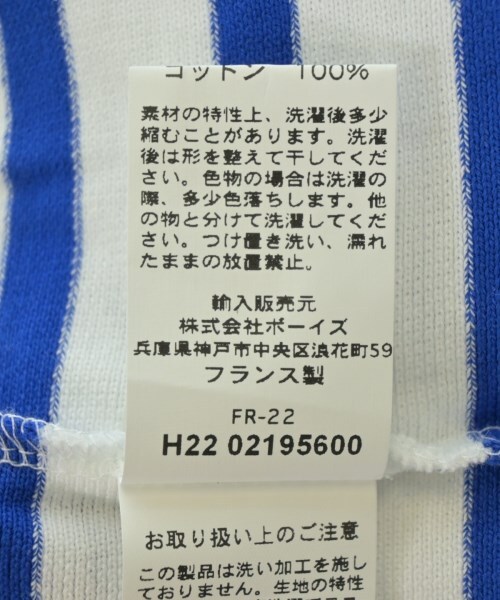 コットン 100%
素材の特性上、洗濯後多少
縮むことがあります。洗濯
後は形を整えて干してくだ
さい。色物の場合は洗濯の
際、多少色落ちします。他
の物と分けて洗濯してくだ
さい。つけ置き洗い、濡れ
たままの放置禁止。
輸入販売元
株式会社ボーイズ
兵庫県神戸市中央区浪花町59
フランス製
FR-22
H22 02195600
お取り扱い上のご注意
この製品は洗い加工を施し
ておりません。生地の特性